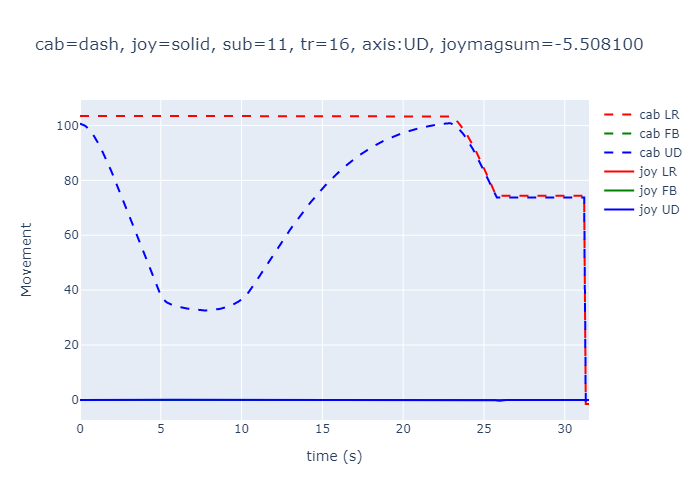 cab=dash, joy=solid, sub=11, tr=16, axis:UD, joymagsum=-5.508100
cab LR
cab FB
cab UD
joy LR
joy FB
joy UD
Movement
100
80
60
40
20
0
0 5 10 15 20 25 30
time (s)